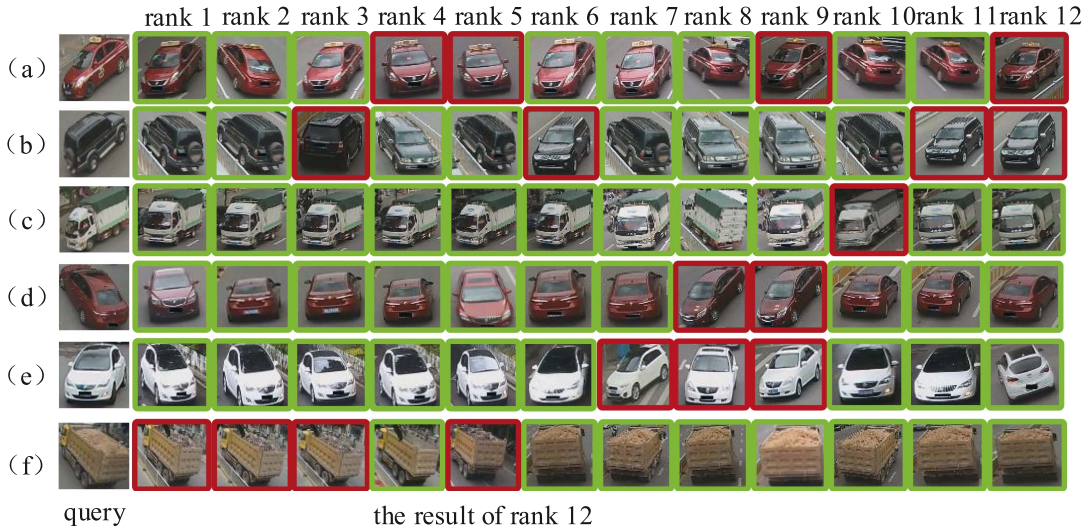 rank 1 rank 2 rank 3 rank 4 rank 5 rank 6 rank 7 rank 8 rank 9 rank 10 rank 11 rank 12
（a）
（b）
（c）
（d）
（e）
（f）
query the result of rank 12